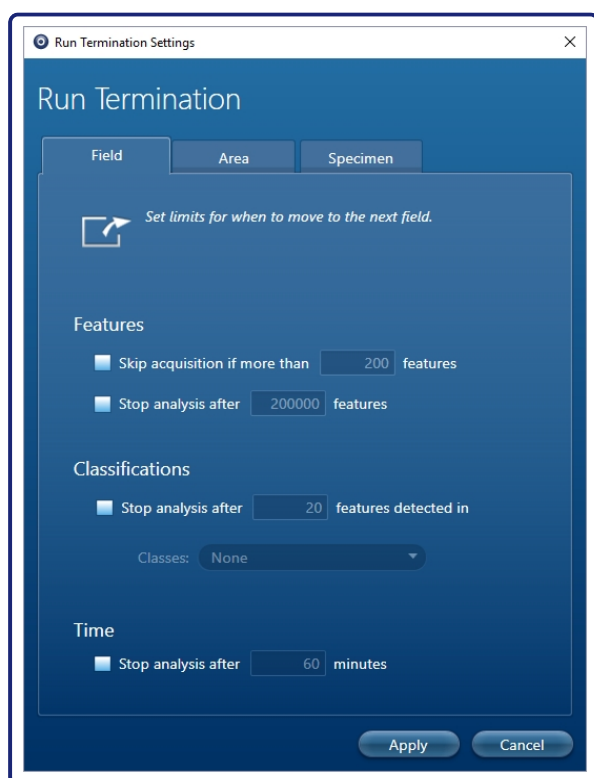 Run Termination Settings
Run Termination
Field Area Specimen
Set limits for when to move to the next field.
Features
Skip acquisition if more than 200 features
Stop analysis after 200000 features
Classifications
Stop analysis after 20 features detected in
Classes: None
Time
Stop analysis after 60 minutes
Apply Cancel